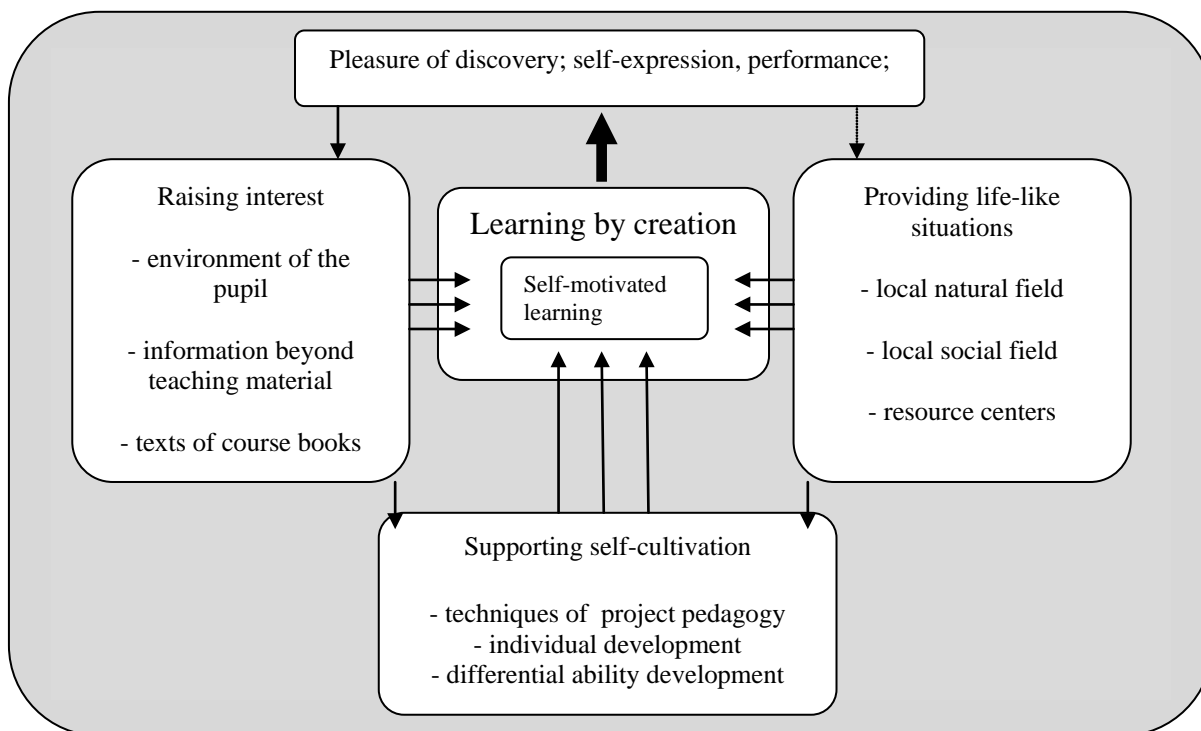 Pleasure of discovery; self-expression, performance;
Raising interest
- environment of the
pupil
- information beyond
teaching material
- texts of course books
Learning by creation
Self-motivated
learning
Providing life-like
situations
- local natural field
- local social field
- resource centers
Supporting self-cultivation
- techniques of  project pedagogy
- individual development
- differential ability development